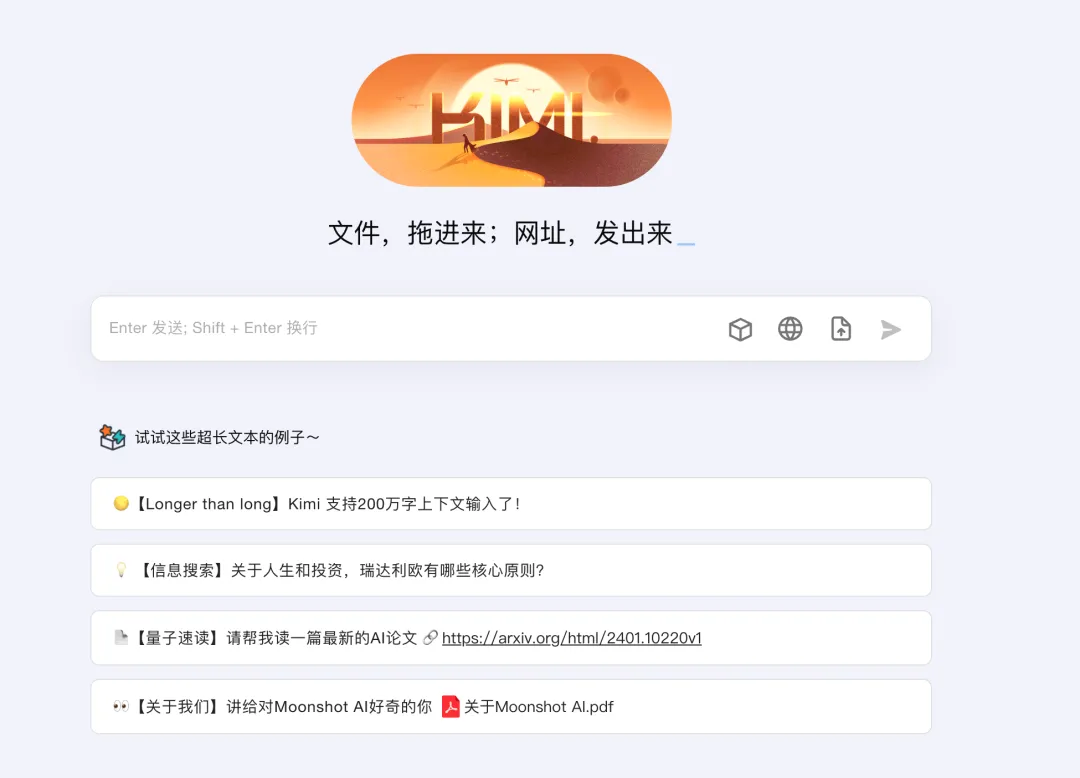 KIMI.
文件，拖进来；网址，发出来_
Enter 发送; Shift + Enter 换行
试试这些超长文本的例子～
【Longer than long】Kimi 支持200万字上下文输入了！
【信息搜索】关于人生和投资，瑞达利欧有哪些核心原则?
【量子速读】请帮我读一篇最新的AI论文 https://arxiv.org/html/2401.10220v1
【关于我们】讲给对Moonshot AI好奇的你 关于Moonshot AI.pdf